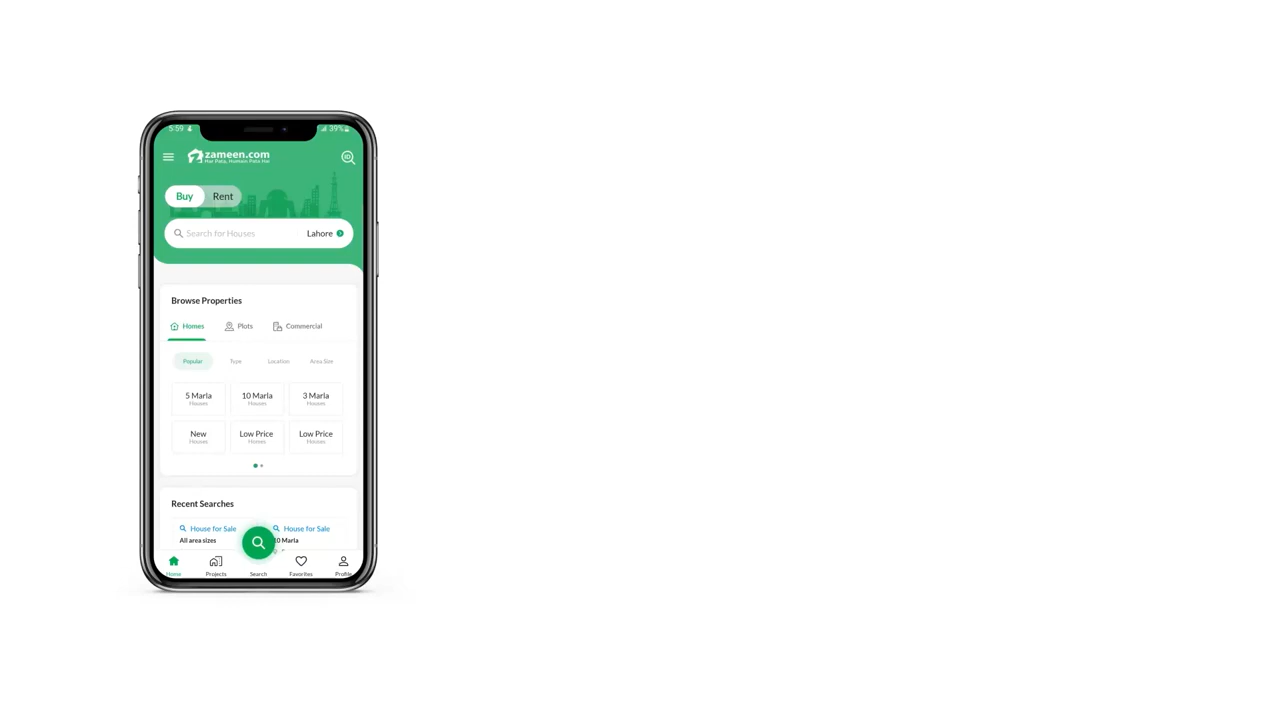 5:59
39%
zameen.com
Har Pata, Humein Pata Hai
ID
Buy
Rent
Search for Houses
Lahore
Browse Properties
Homes
Plots
Commercial
Popular
Type
Location
Area Size
5 Marla
Houses
10 Marla
Houses
3 Marla
Houses
New
Houses
Low Price
Homes
Low Price
Houses
Recent Searches
House for Sale
House for Sale
All area sizes
10 Marla
Home
Projects
Search
Favorites
Profile